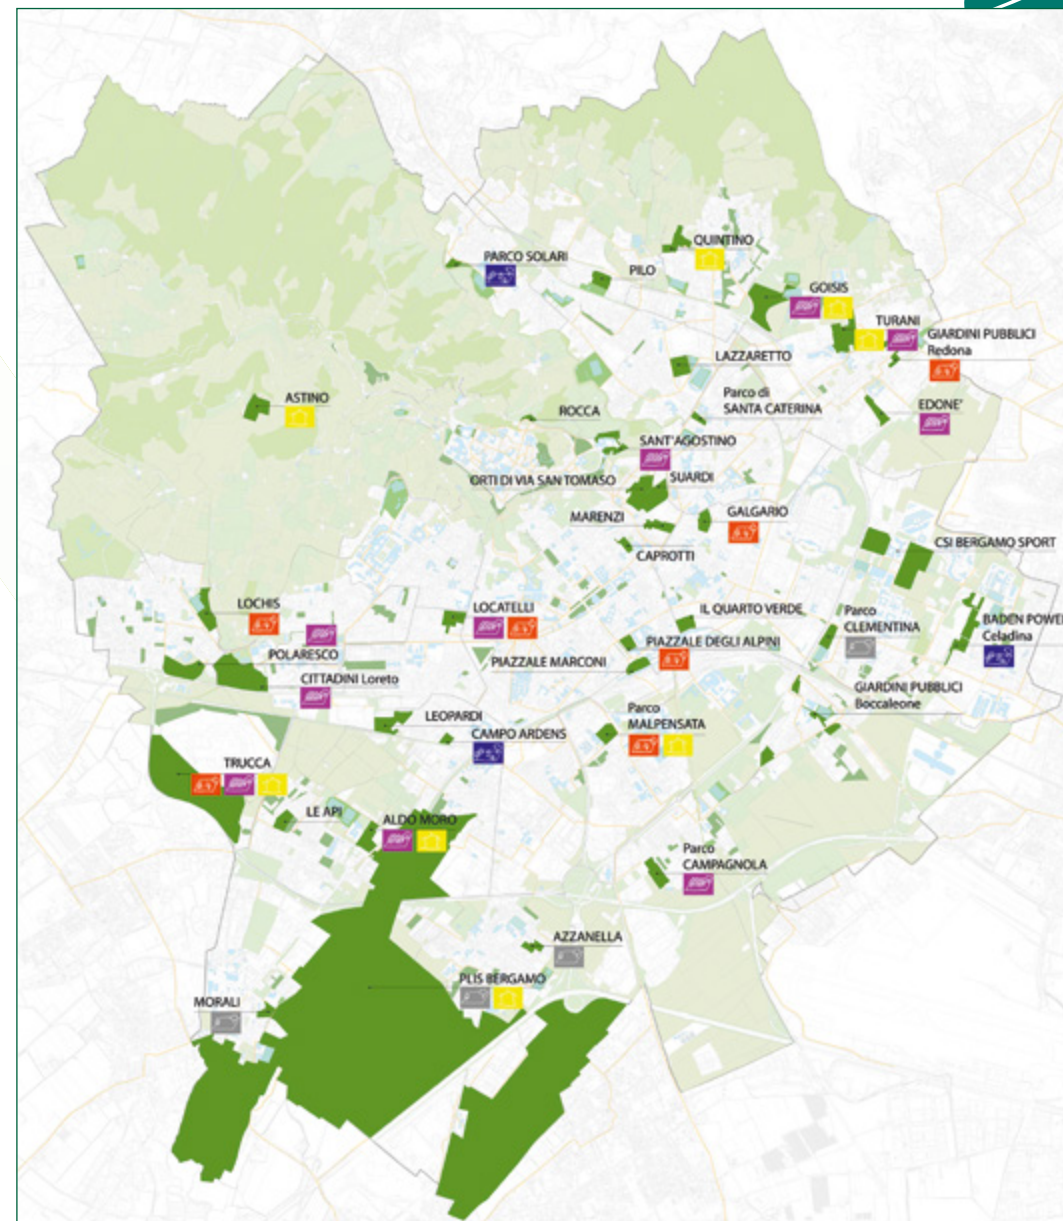 QUINTINO
PARCO SOLARI
PILO
GOISIS
TURANI
GIARDINI PUBBLICI
Redona
LAZZARETTO
Parco di
SANTA CATERINA
EDONE'
ASTINO
ROCCA
SANT'AGOSTINO
ORTI DI VIA SAN TOMASO
SUARDI
MARENZI
GALGARIO
CAPROTTI
CSI BERGAMO SPORT
LOCHIS
LOCATELLI
IL QUARTO VERDE
Parco
CLEMENTINA
BADEN POWE
Celadina
POLARESCO
PIAZZALE MARCONI
PIAZZALE DEGLI ALPINI
CITTADINI Loreto
GIARDINI PUBBLICI
Boccaleone
LEOPARDI
Parco
MALPENSATA
CAMPO ARDENS
TRUCCA
LE API
ALDO MORO
Parco
CAMPAGNOLA
AZZANELLA
PLIS BERGAMO
MORALI